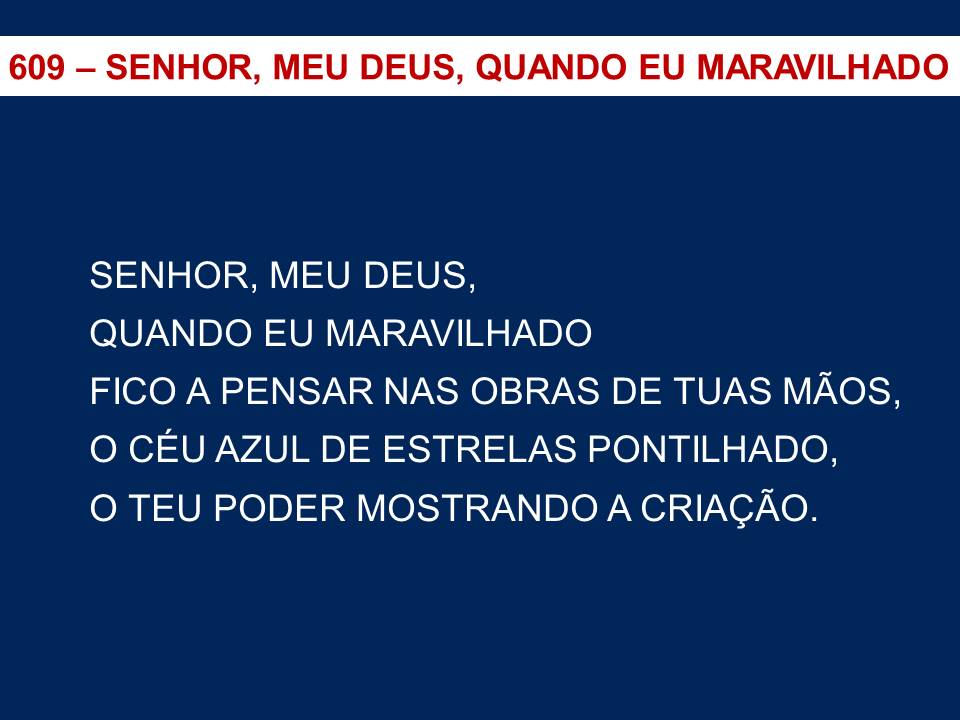 609 – SENHOR, MEU DEUS, QUANDO EU MARAVILHADO
SENHOR, MEU DEUS,
QUANDO EU MARAVILHADO
FICO A PENSAR NAS OBRAS DE TUAS MÃOS,
O CÉU AZUL DE ESTRELAS PONTILHADO,
O TEU PODER MOSTRANDO A CRIAÇÃO.